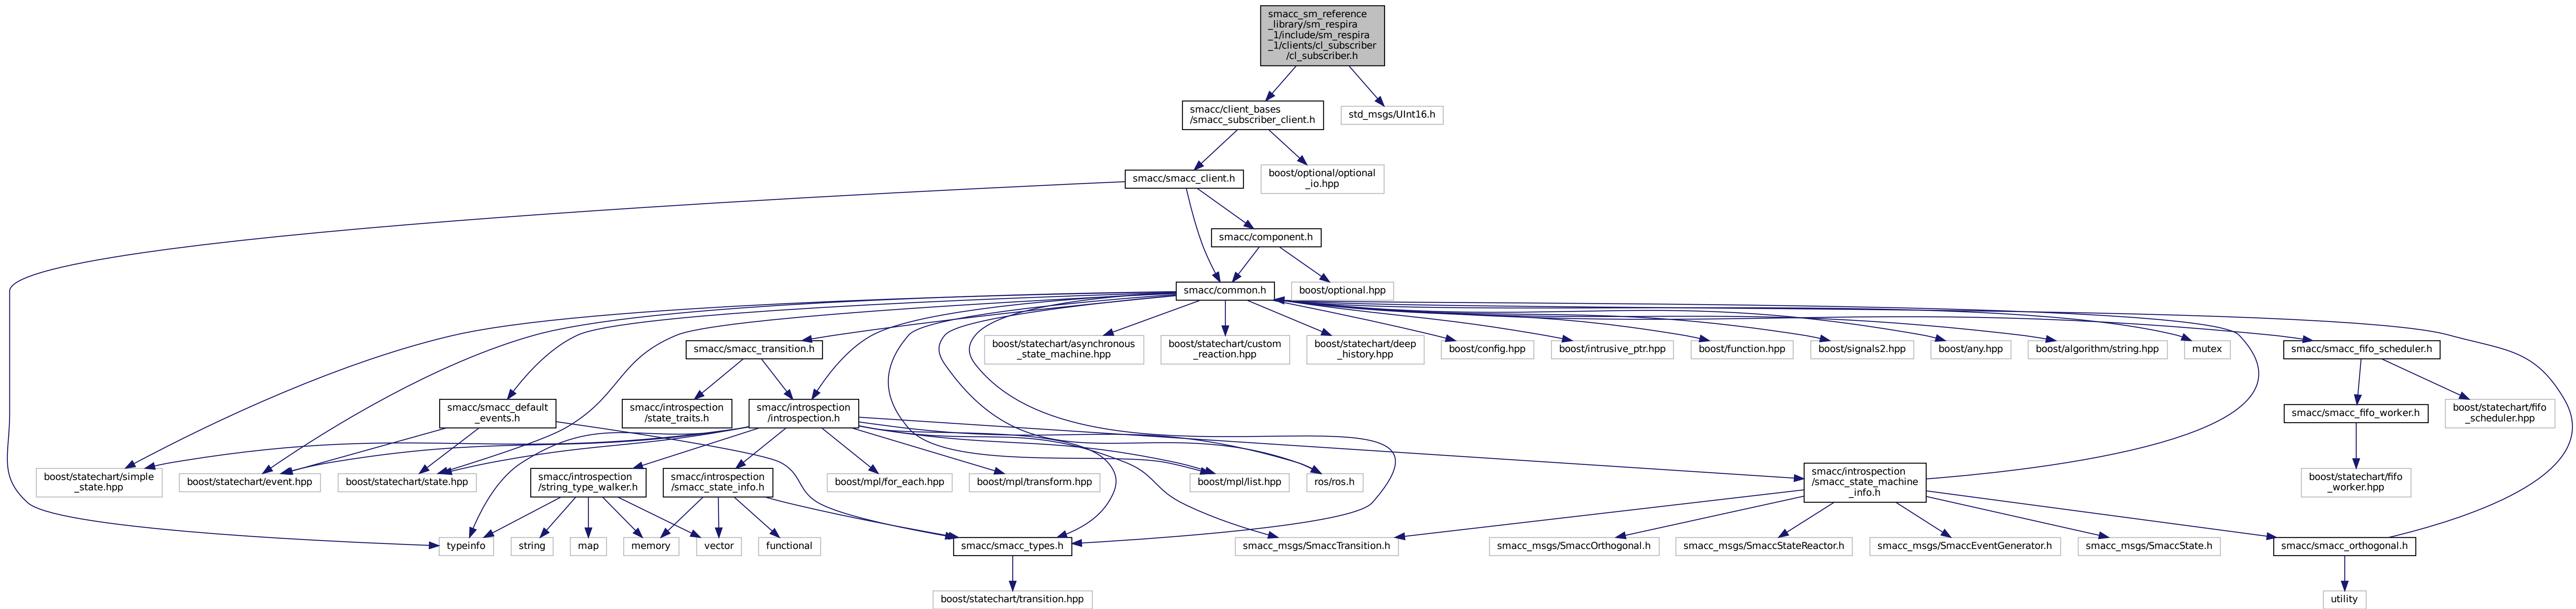 smacc_sm_reference
_library/sm_respira
_1/include/sm_respira
_1/clients/cl_subscriber
/cl_subscriber.h
smacc/client_bases
/smacc_subscriber_client.h
std_msgs/UInt16.h
smacc/smacc_client.h
boost/optional/optional
_io.hpp
smacc/component.h
smacc/common.h
boost/optional.hpp
smacc/smacc_transition.h
boost/statechart/asynchronous
_state_machine.hpp
boost/statechart/custom
_reaction.hpp
boost/statechart/deep
_history.hpp
boost/config.hpp
boost/intrusive_ptr.hpp
boost/function.hpp
boost/signals2.hpp
boost/any.hpp
boost/algorithm/string.hpp
mutex
smacc/smacc_fifo_scheduler.h
smacc/smacc_default
_events.h
smacc/introspection
/state_traits.h
smacc/introspection
/introspection.h
smacc/smacc_fifo_worker.h
boost/statechart/fifo
_scheduler.hpp
boost/statechart/simple
_state.hpp
boost/statechart/event.hpp
boost/statechart/state.hpp
smacc/introspection
/string_type_walker.h
smacc/introspection
/smacc_state_info.h
boost/mpl/for_each.hpp
boost/mpl/transform.hpp
boost/mpl/list.hpp
ros/ros.h
smacc/introspection
/smacc_state_machine
_info.h
boost/statechart/fifo
_worker.hpp
typeinfo
string
map
memory
vector
functional
smacc/smacc_types.h
smacc_msgs/SmaccTransition.h
smacc_msgs/SmaccOrthogonal.h
smacc_msgs/SmaccStateReactor.h
smacc_msgs/SmaccEventGenerator.h
smacc_msgs/SmaccState.h
smacc/smacc_orthogonal.h
boost/statechart/transition.hpp
utility